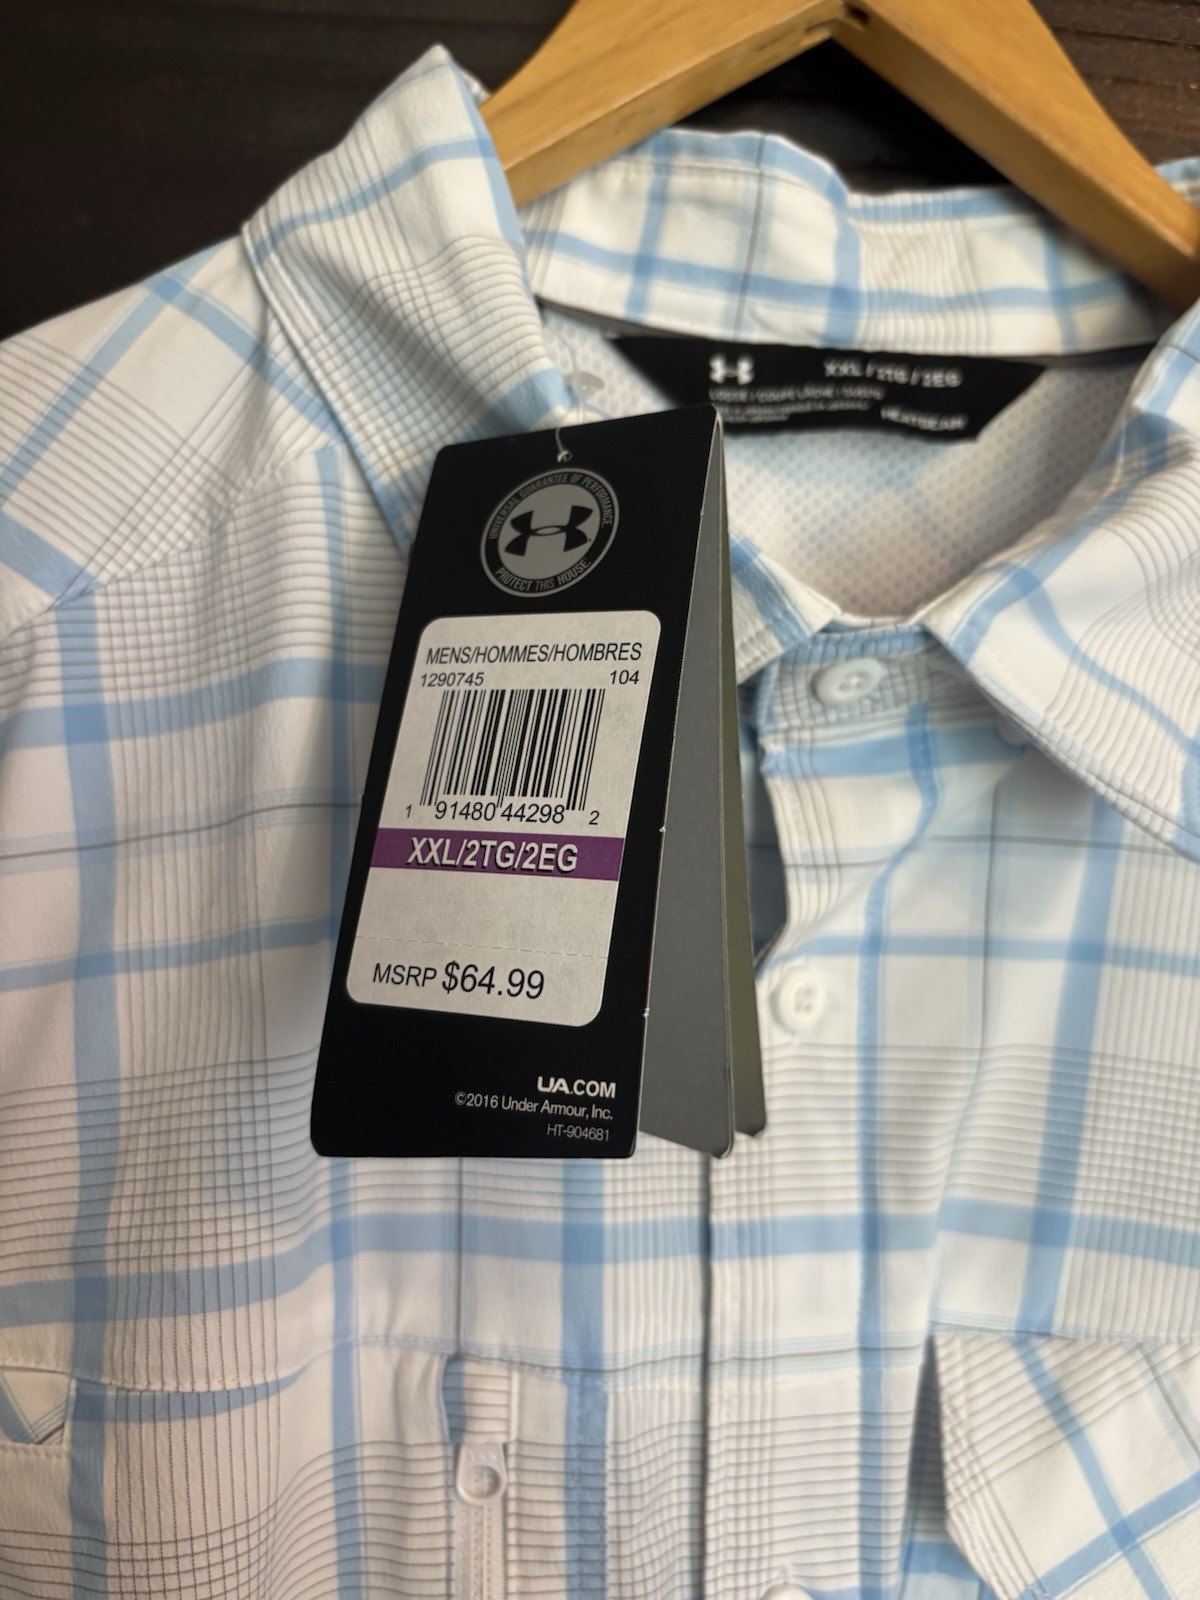 XXL / 2TG / 2EG
HEATGEAR
UNIVERSAL GUARANTEE OF PERFORMANCE
PROTECT THIS HOUSE.
MENS/HOMMES/HOMBRES
1290745 104
1 91480 44298 2
XXL/2TG/2EG
MSRP $64.99
UA.COM
©2016 Under Armour, Inc.
HT-904681